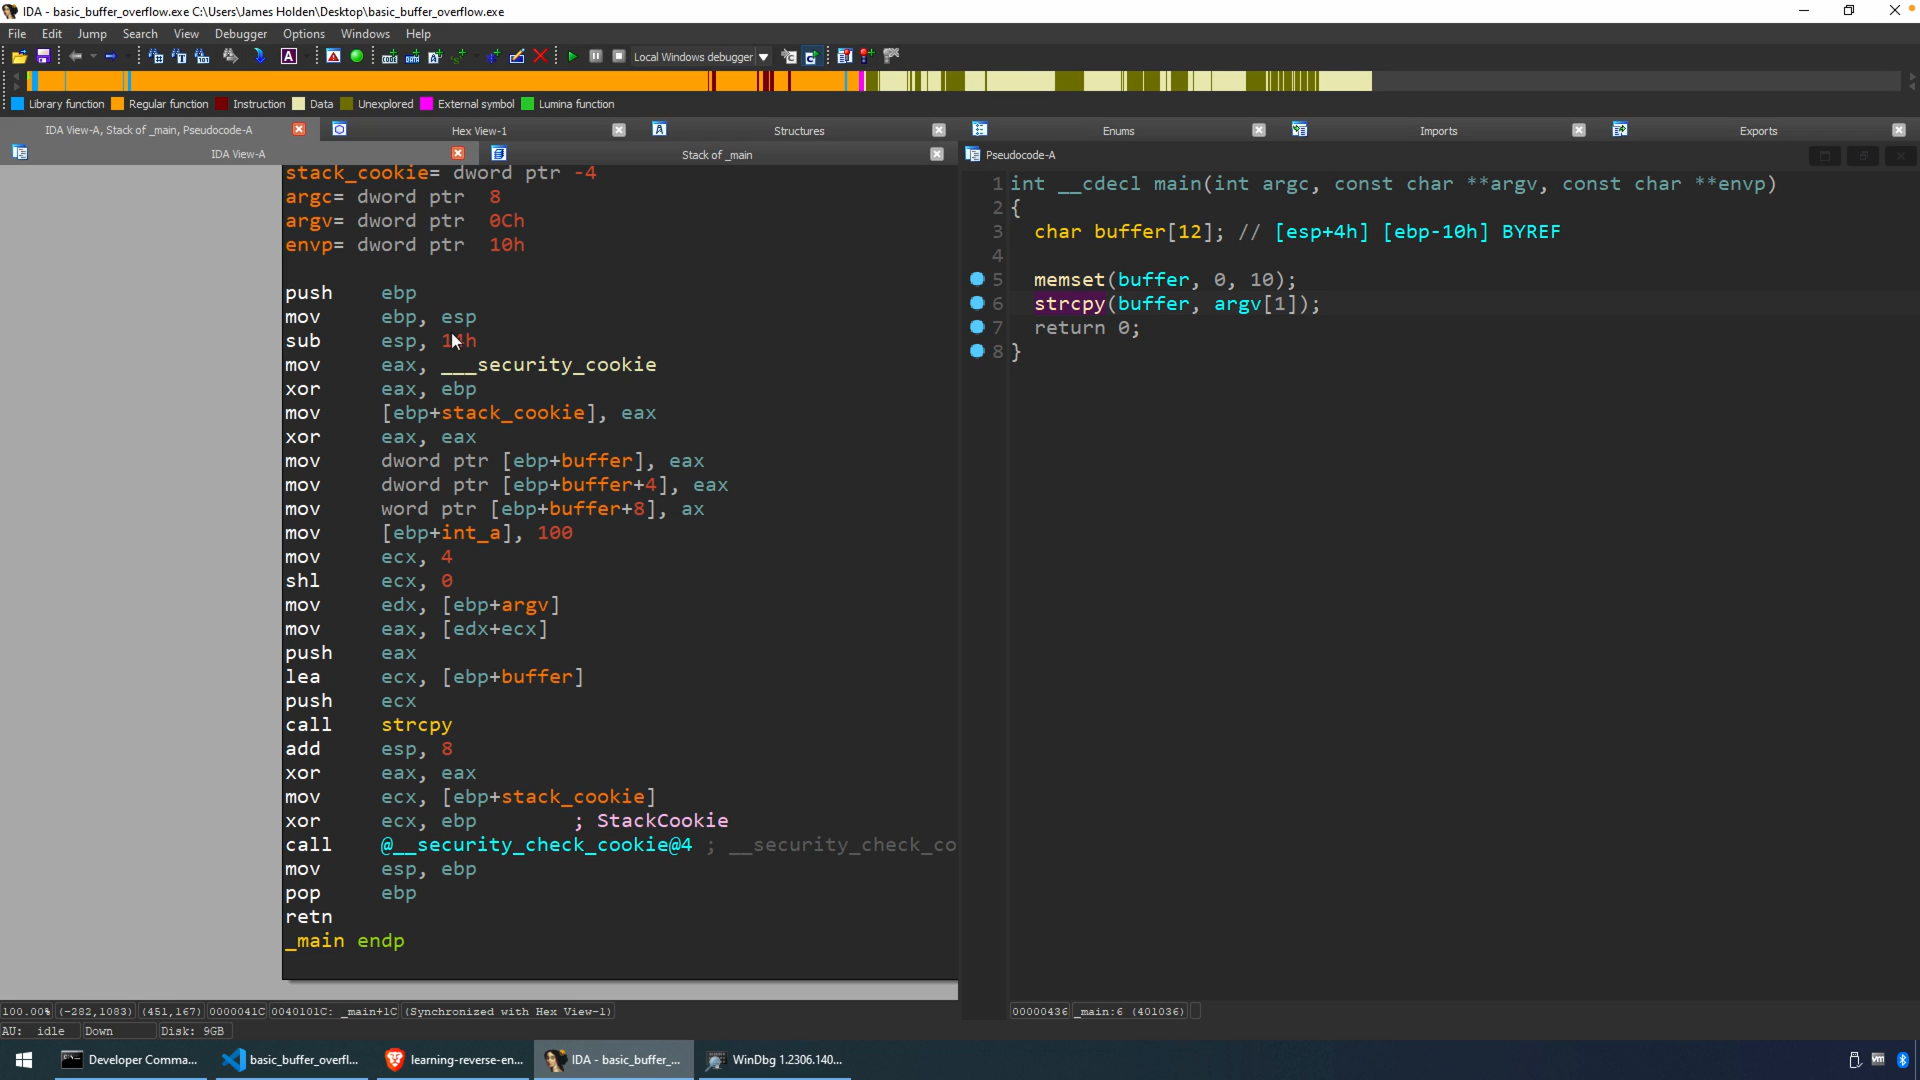 IDA - basic_buffer_overflow.exe C:\Users\James Holden\Desktop\basic_buffer_overflow.exe
File Edit Jump Search View Debugger Options Windows Help
Local Windows debugger
Library function Regular function Instruction Data Unexplored External symbol Lumina function
IDA View-A, Stack of _main, Pseudocode-A Hex View-1 Structures Enums Imports Exports
IDA View-A Stack of _main Pseudocode-A
stack_cookie= dword ptr -4
argc= dword ptr 8
argv= dword ptr 0Ch
envp= dword ptr 10h
push ebp
mov ebp, esp
sub esp,
mov eax, ___security_cookie
xor eax, ebp
mov [ebp+stack_cookie], eax
xor eax, eax
mov dword ptr [ebp+buffer], eax
mov dword ptr [ebp+buffer+4], eax
mov word ptr [ebp+buffer+8], ax
mov [ebp+int_a], 100
mov ecx, 4
shl ecx, 0
mov edx, [ebp+argv]
mov eax, [edx+ecx]
push eax
lea ecx, [ebp+buffer]
push ecx
call strcpy
add esp, 8
xor eax, eax
mov ecx, [ebp+stack_cookie]
xor ecx, ebp ; StackCookie
call @__security_check_cookie@4 ; __security_check_co
mov esp, ebp
pop ebp
retn
_main endp
1 int __cdecl main(int argc, const char **argv, const char **envp)
2 {
3 char buffer[12]; // [esp+4h] [ebp-10h] BYREF
4
5 memset(buffer, 0, 10);
6 strcpy(buffer, argv[1]);
7 return 0;
8 }
100.00% (-282,1083) (451,167) 0000041C 0040101C: _main+1C (Synchronized with Hex View-1)
00000436 _main:6 (401036)
AU: idle Down Disk: 9GB
Developer Comma... basic_buffer_overfl... learning-reverse-en... IDA - basic_buffer_... WinDbg 1.2306.140...